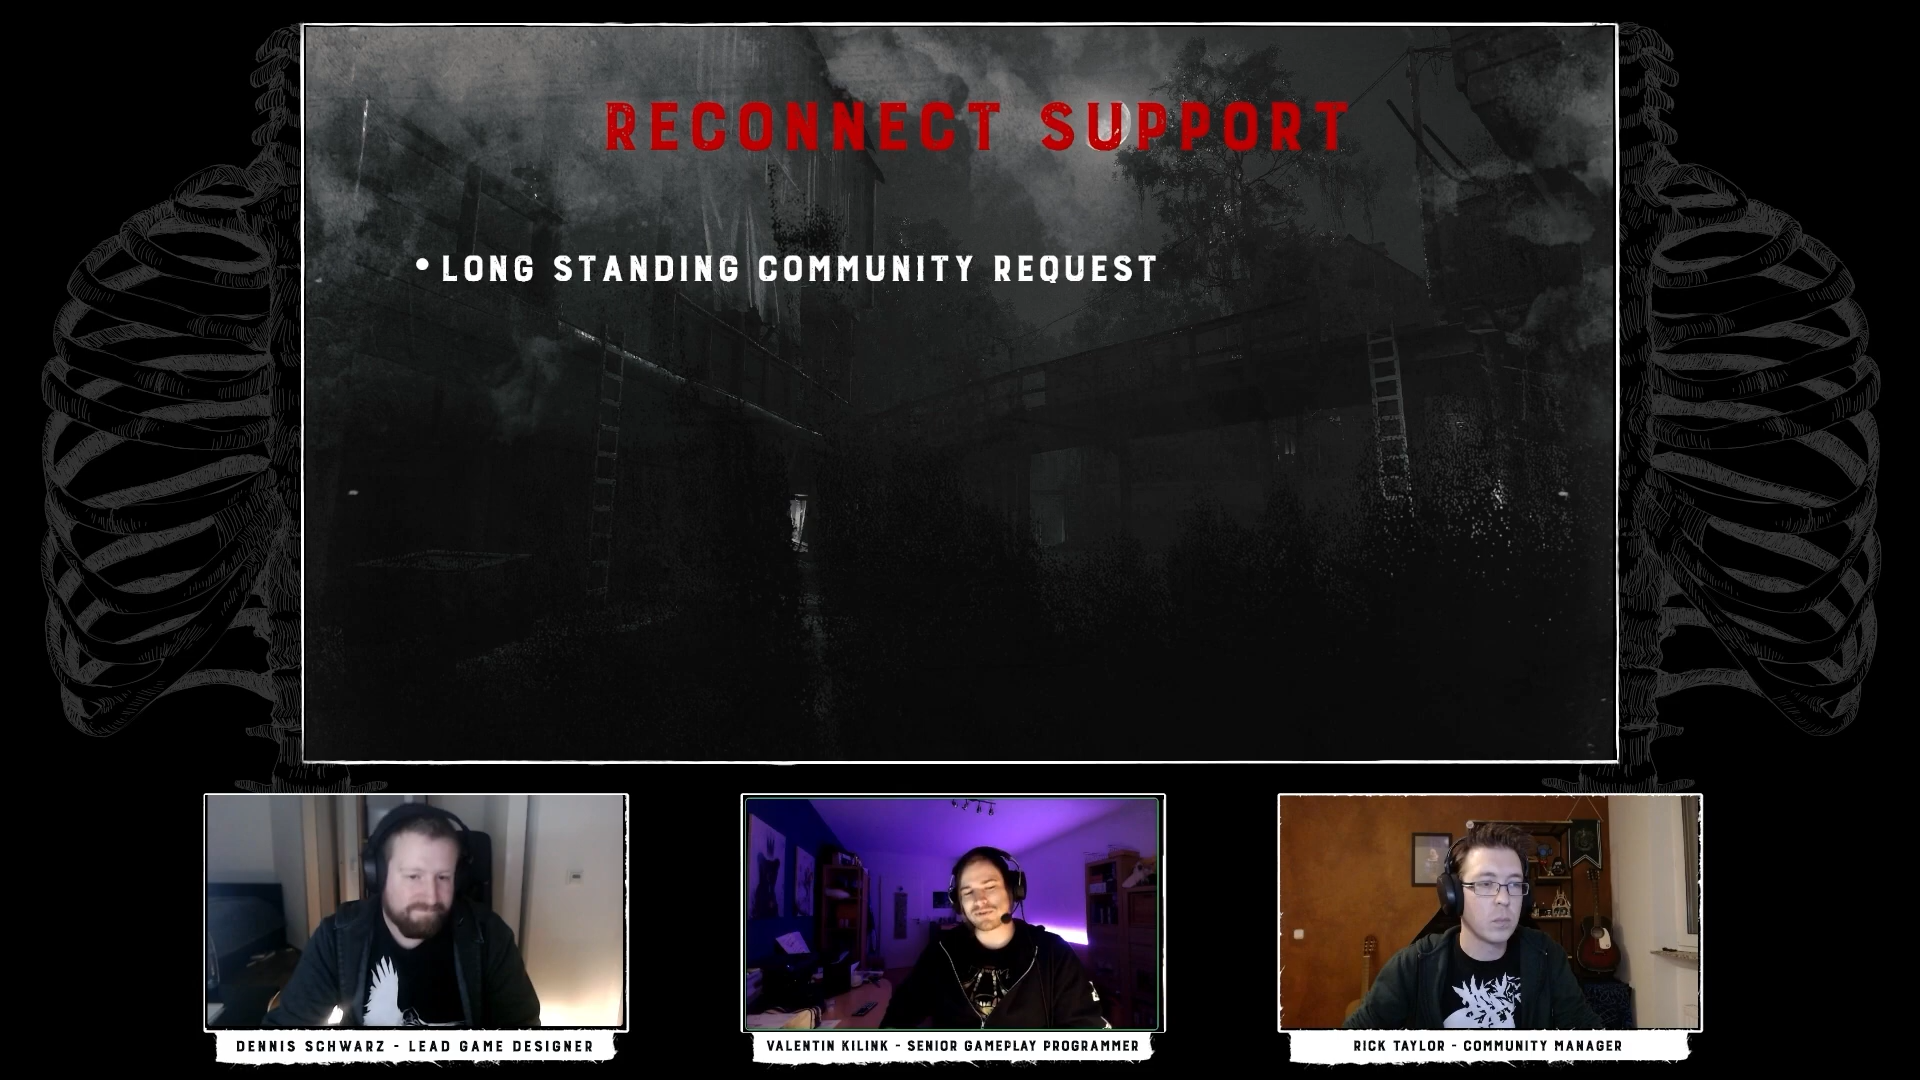 RECONNECT SUPPORT
• LONG STANDING COMMUNITY REQUEST
DENNIS SCHWARZ - LEAD GAME DESIGNER
VALENTIN KILINK - SENIOR GAMEPLAY PROGRAMMER
RICK TAYLOR - COMMUNITY MANAGER